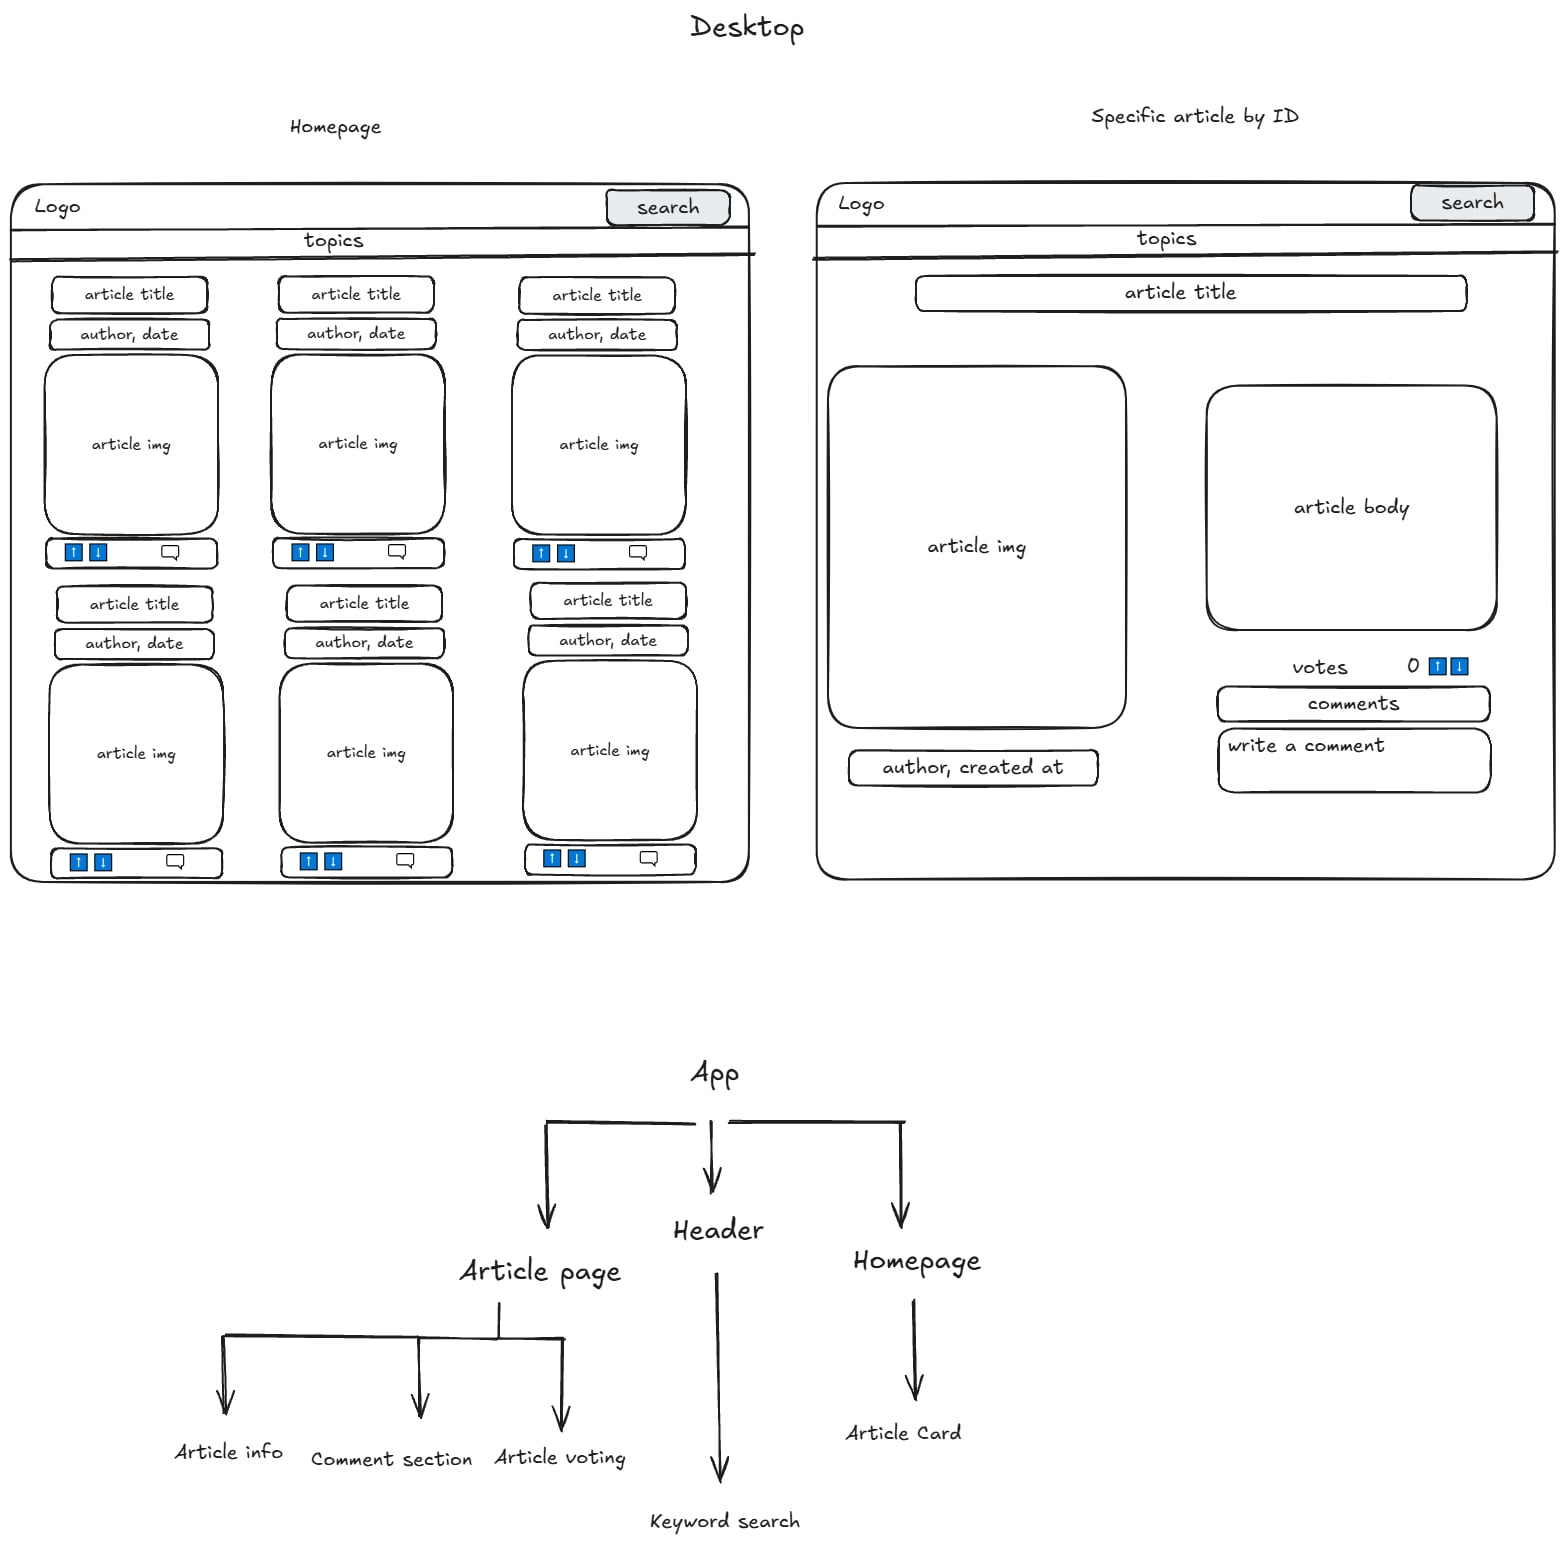 Desktop
Homepage
Specific article by ID
Logo
search
topics
article title
article title
article title
author, date
author, date
author, date
article img
article img
article img
article title
article title
article title
author, date
author, date
author, date
article img
article img
article img
Logo
search
topics
article title
article img
article body
votes 0
comments
write a comment
author, created at
App
Article page
Header
Homepage
Article info
Comment section
Article voting
Keyword search
Article Card